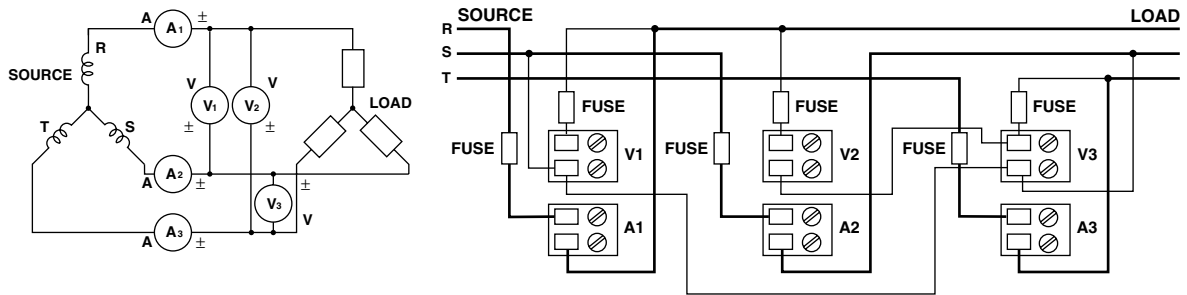 A A1 ±
R
SOURCE
V V1 ±
V2 V ±
LOAD
T S
A A2 ±
±
V3 V
A A3 ±
SOURCE LOAD
R
S
T
FUSE FUSE FUSE
FUSE V1 FUSE V2 FUSE V3
A1 A2 A3